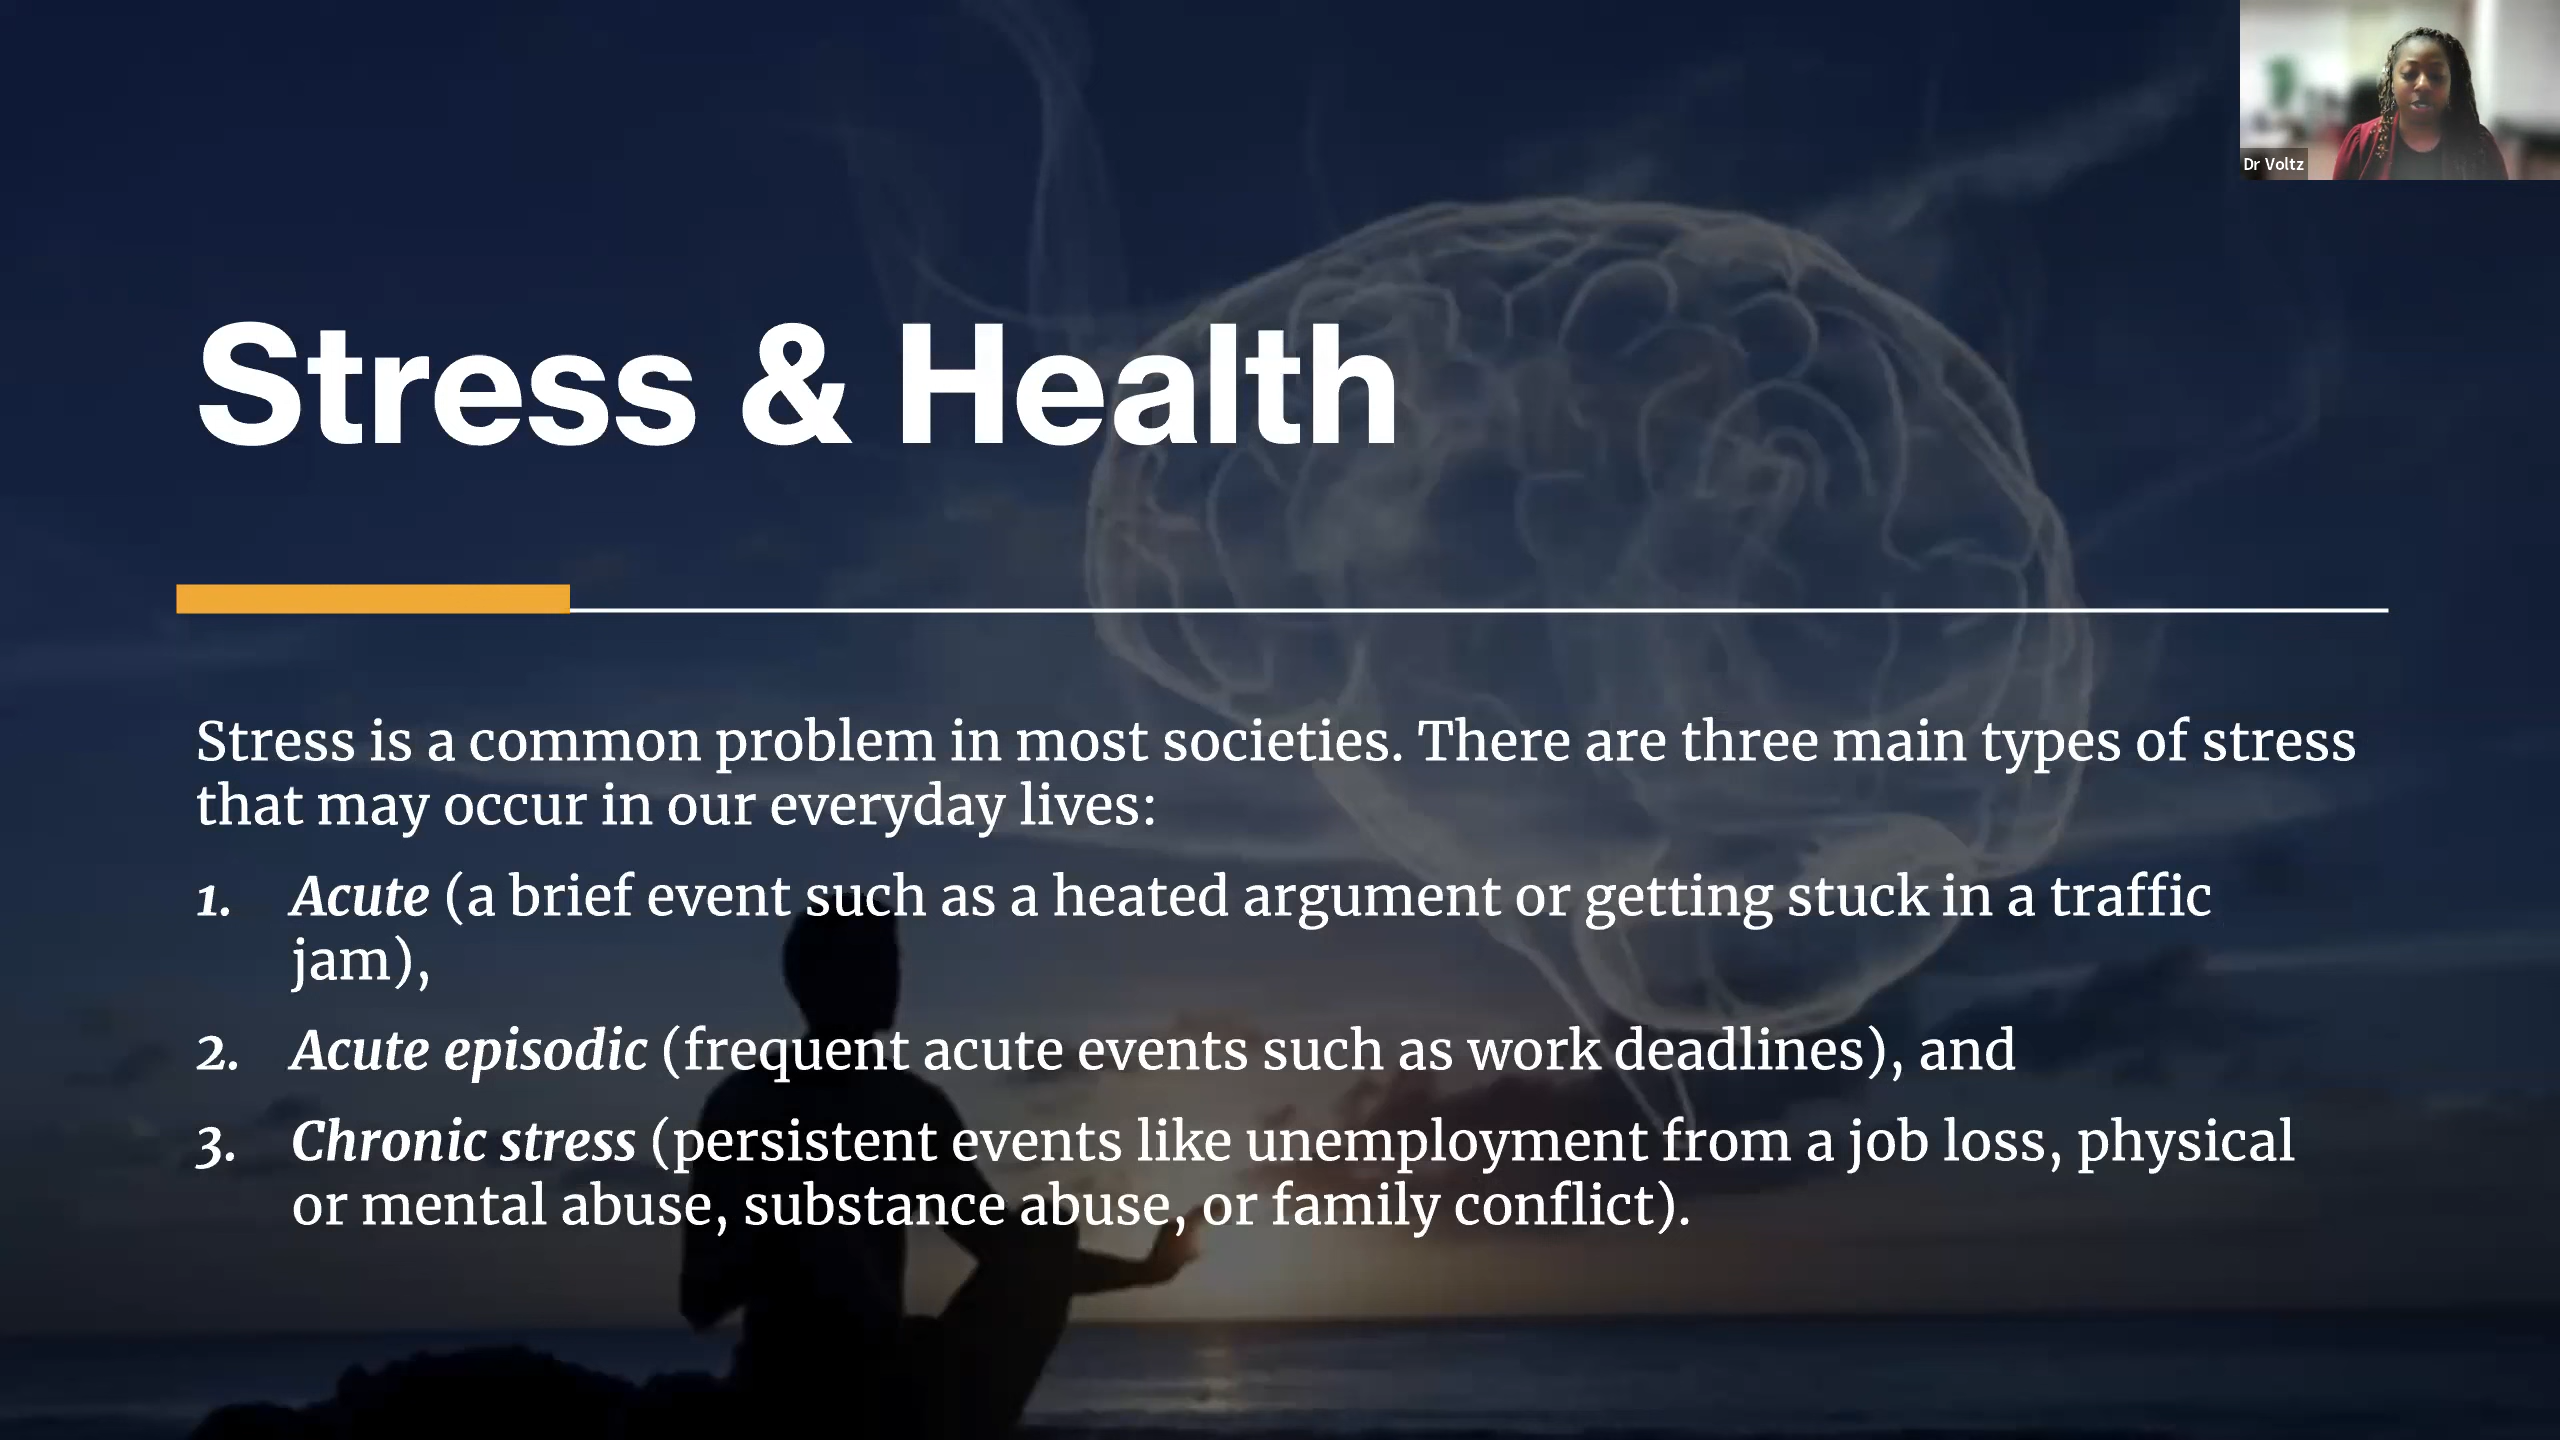 Dr Voltz
Stress & Health
Stress is a common problem in most societies. There are three main types of stress
that may occur in our everyday lives:
1. Acute (a brief event such as a heated argument or getting stuck in a traffic
jam),
2. Acute episodic (frequent acute events such as work deadlines), and
3. Chronic stress (persistent events like unemployment from a job loss, physical
or mental abuse, substance abuse, or family conflict).